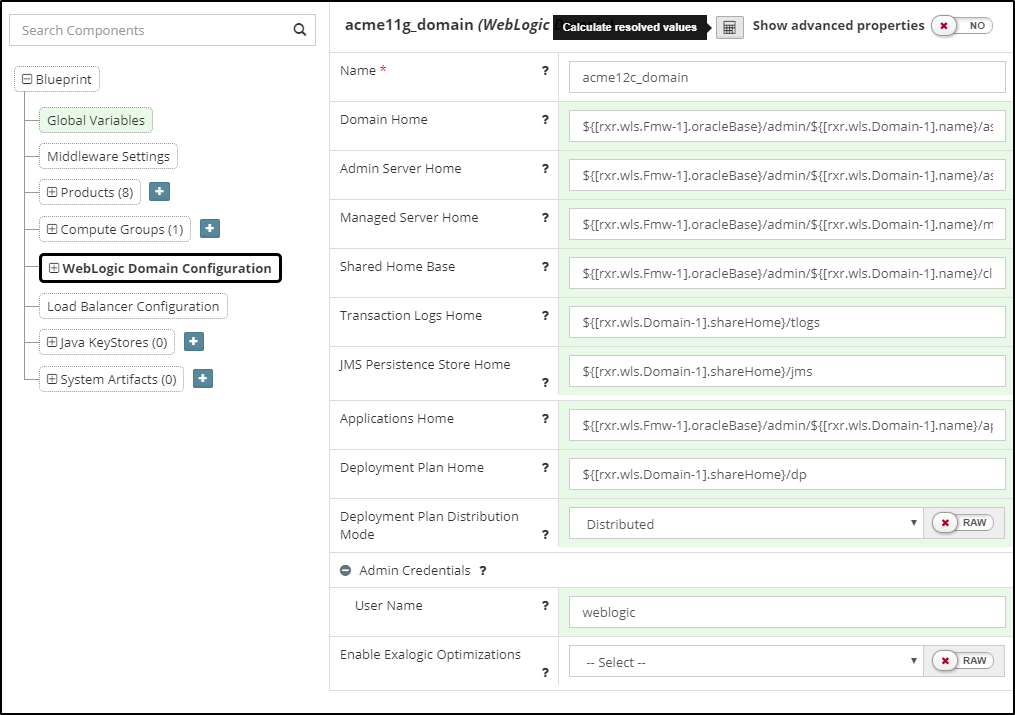 Search Components
Blueprint
Global Variables
Middleware Settings
Products (8)
Compute Groups (1)
WebLogic Domain Configuration
Load Balancer Configuration
Java KeyStores (0)
System Artifacts (0)
acme11g_domain (WebLogic
Calculate resolved values
Show advanced properties
NO
Name * ?
acme12c_domain
Domain Home ?
${[rxr.wls.Fmw-1].oracleBase}/admin/${[rxr.wls.Domain-1].name}/as
Admin Server Home ?
${[rxr.wls.Fmw-1].oracleBase}/admin/${[rxr.wls.Domain-1].name}/as
Managed Server Home ?
${[rxr.wls.Fmw-1].oracleBase}/admin/${[rxr.wls.Domain-1].name}/m
Shared Home Base ?
${[rxr.wls.Fmw-1].oracleBase}/admin/${[rxr.wls.Domain-1].name}/cl
Transaction Logs Home ?
${[rxr.wls.Domain-1].shareHome}/tlogs
JMS Persistence Store Home
?
${[rxr.wls.Domain-1].shareHome}/jms
Applications Home ?
${[rxr.wls.Fmw-1].oracleBase}/admin/${[rxr.wls.Domain-1].name}/ap
Deployment Plan Home ?
${[rxr.wls.Domain-1].shareHome}/dp
Deployment Plan Distribution
Mode ?
Distributed
RAW
Admin Credentials ?
User Name ?
weblogic
Enable Exalogic Optimizations
?
-- Select --
RAW